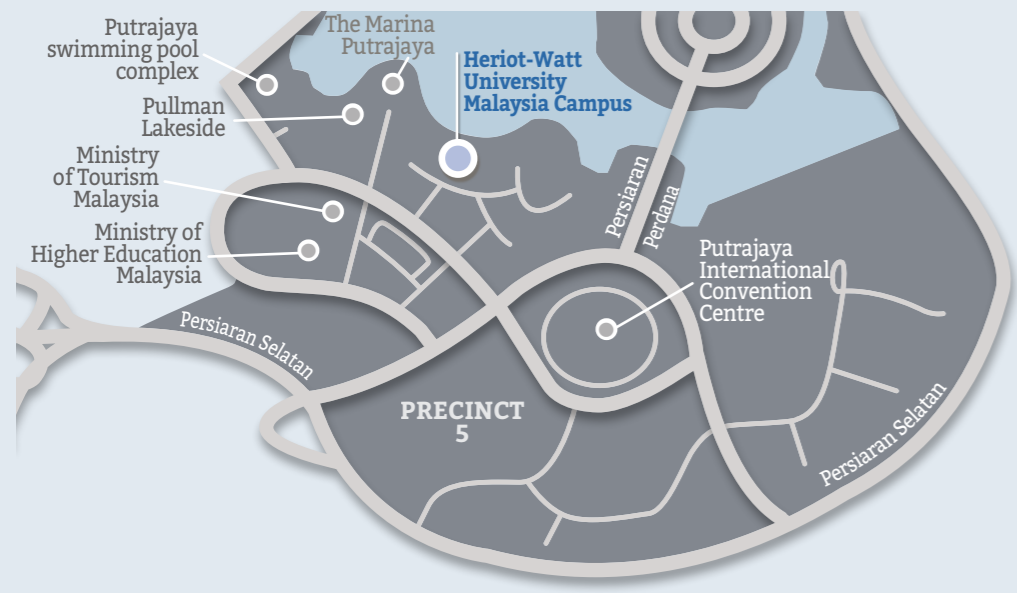 Putrajaya
swimming pool
complex
The Marina
Putrajaya
Heriot-Watt
University
Malaysia Campus
Pullman
Lakeside
Ministry
of Tourism
Malaysia
Ministry of
Higher Education
Malaysia
Persiaran
Perdana
Putrajaya
International
Convention
Centre
Persiaran Selatan
PRECINCT
5
Persiaran Selatan